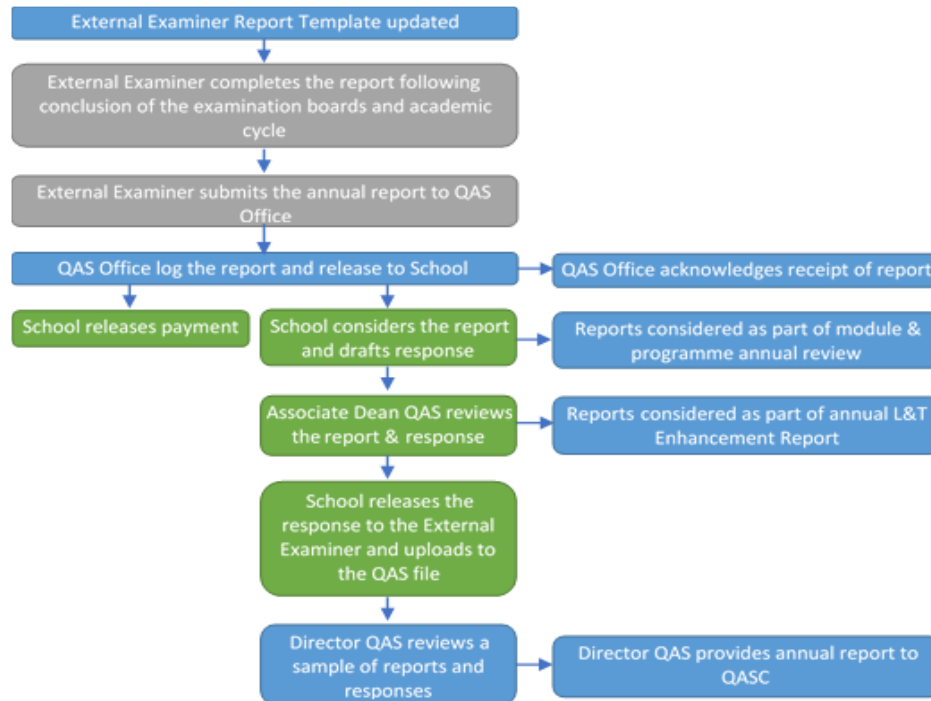 External Examiner Report Template updated
External Examiner completes the report following
conclusion of the examination boards and academic
cycle
External Examiner submits the annual report to QAS
Office
QAS Office log the report and release to School
QAS Office acknowledges receipt of report
School releases payment
School considers the report
and drafts response
Reports considered as part of module &
programme annual review
Associate Dean QAS reviews
the report & response
Reports considered as part of annual L&T
Enhancement Report
School releases the
response to the External
Examiner and uploads to
the QAS file
Director QAS reviews a
sample of reports and
responses
Director QAS provides annual report to
QASC